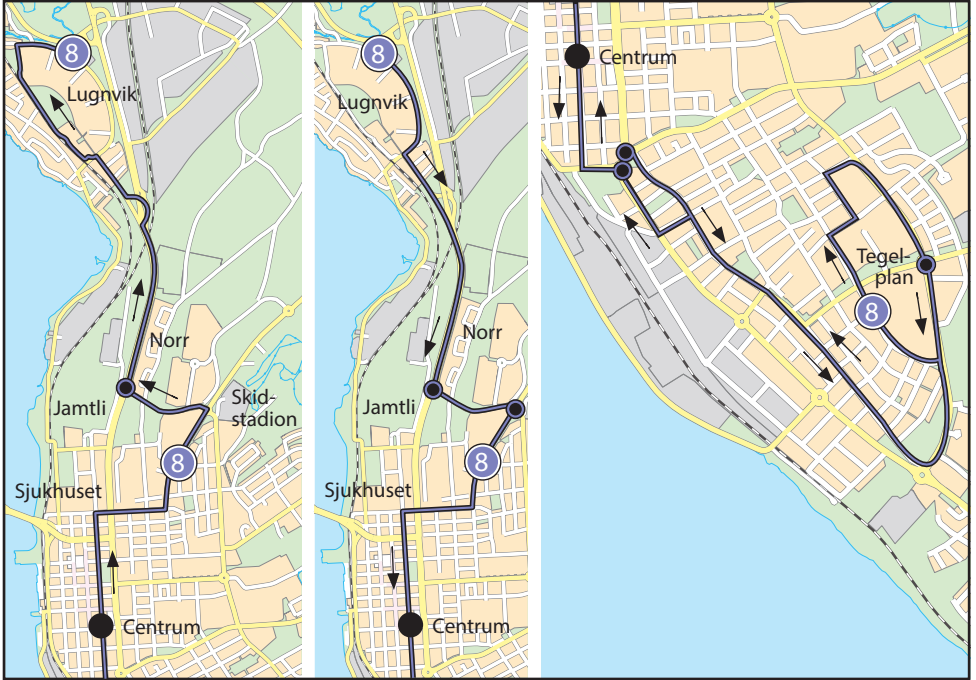 8
Lugnvik
Norr
Jamtli
Skid-
stadion
8
Sjukhuset
Centrum
8
Lugnvik
Norr
Jamtli
8
Sjukhuset
Centrum
Centrum
Tegel-
plan
8